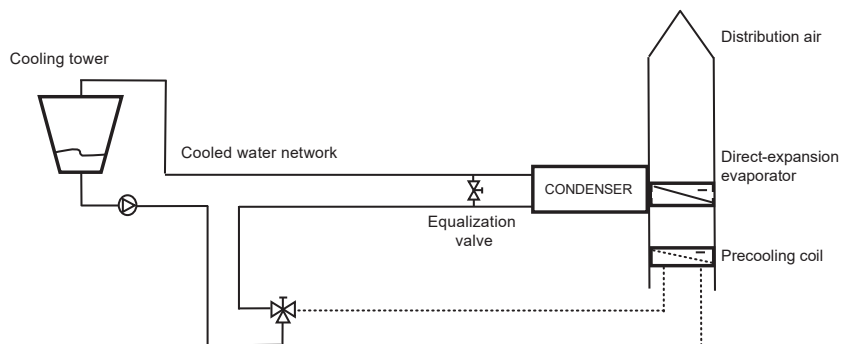 Distribution air
Cooling tower
Cooled water network
Direct-expansion
evaporator
CONDENSER
Equalization
valve
Precooling coil